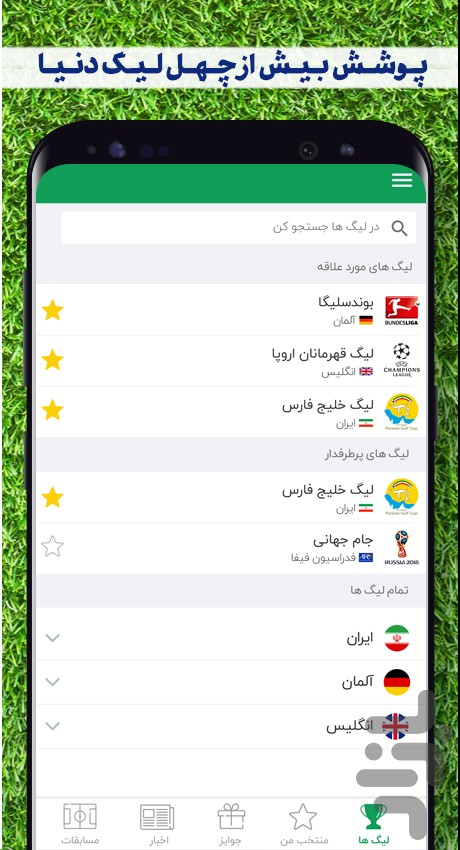 پوشش بیش از چهل لیگ دنیا
در لیگ ها جستجو کن
لیگ های مورد علاقه
بوندسلیگا
آلمان
BUNDESLIGA
لیگ قهرمانان اروپا
انگلیس
CHAMPIONS
LEAGUE
لیگ خلیج فارس
ایران
Persian Gulf Cup
لیگ های پرطرفدار
لیگ خلیج فارس
ایران
Persian Gulf Cup
جام جهانی
فدراسیون فیفا
RUSSIA 2018
تمام لیگ ها
ایران
آلمان
انگلیس
لیگ ها
منتخب من
جوایز
اخبار
مسابقات